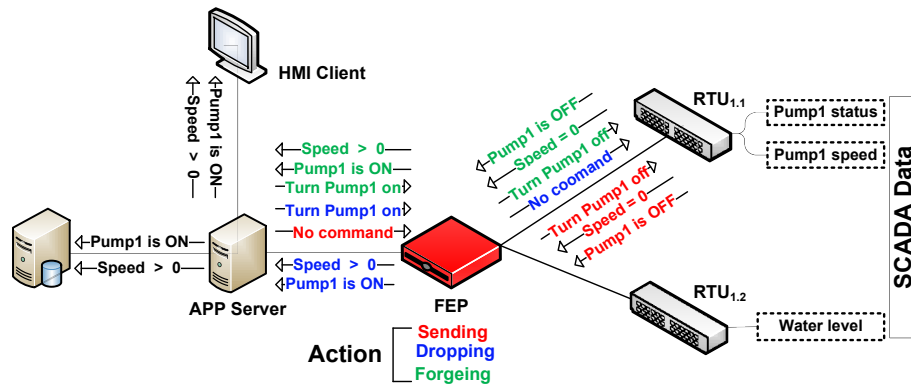 HMI Client
Pump1 is ON
Speed > 0
Speed > 0
Pump1 is ON
Turn Pump1 on
Turn Pump1 on
No command
Speed > 0
Pump1 is ON
Pump1 is ON
Speed > 0
APP Server
FEP
Pump1 is OFF
Speed = 0
Turn Pump1 off
No coomand
Turn Pump1 off
Speed = 0
Pump1 is OFF
RTU1.1
Pump1 status
Pump1 speed
RTU1.2
Water level
SCADA Data
Action
Sending
Dropping
Forgeing